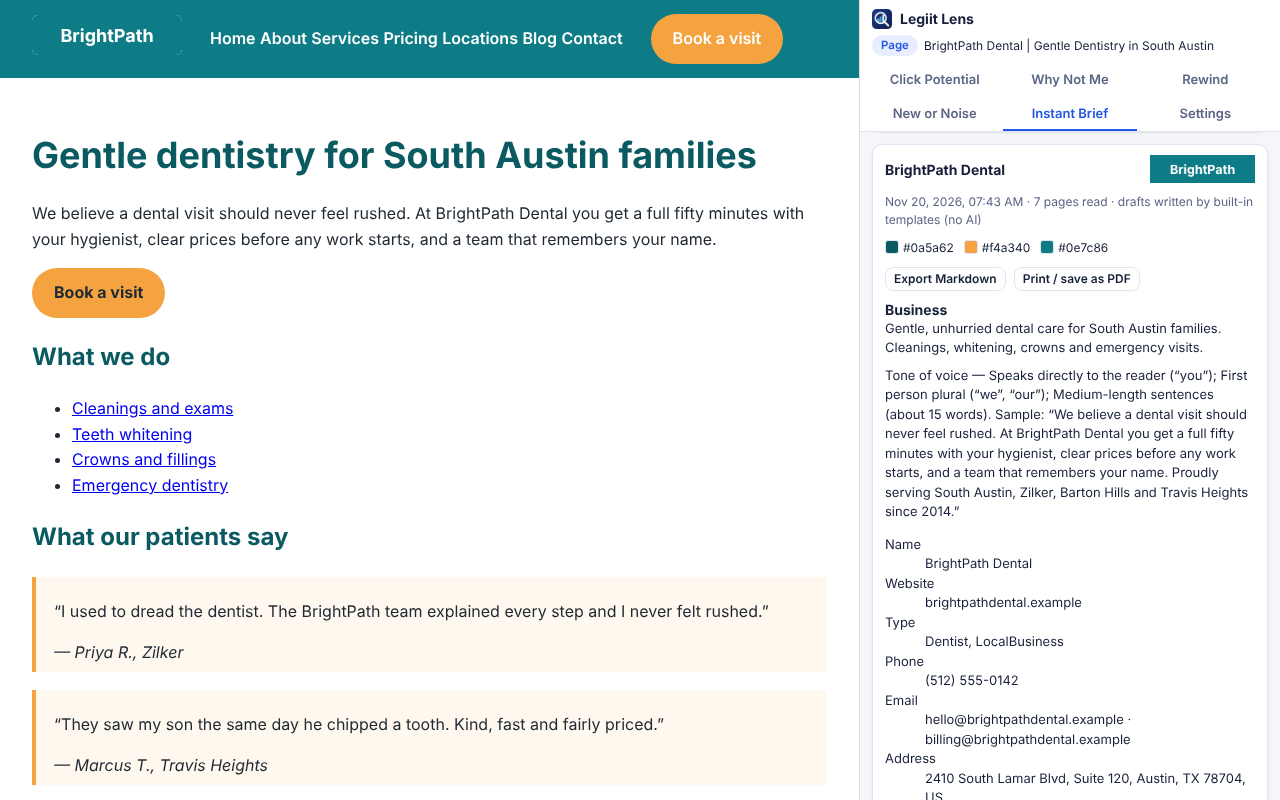 BrightPath
Home About Services Pricing Locations Blog Contact
Book a visit
Gentle dentistry for South Austin families
We believe a dental visit should never feel rushed. At BrightPath Dental you get a full fifty minutes with
your hygienist, clear prices before any work starts, and a team that remembers your name.
Book a visit
What we do
Cleanings and exams
Teeth whitening
Crowns and fillings
Emergency dentistry
What our patients say
“I used to dread the dentist. The BrightPath team explained every step and I never felt rushed.”
— Priya R., Zilker
“They saw my son the same day he chipped a tooth. Kind, fast and fairly priced.”
— Marcus T., Travis Heights
Legiit Lens
Page BrightPath Dental | Gentle Dentistry in South Austin
Click Potential Why Not Me Rewind
New or Noise Instant Brief Settings
BrightPath Dental
BrightPath
Nov 20, 2026, 07:43 AM · 7 pages read · drafts written by built-in
templates (no AI)
#0a5a62 #f4a340 #0e7c86
Export Markdown Print / save as PDF
Business
Gentle, unhurried dental care for South Austin families.
Cleanings, whitening, crowns and emergency visits.
Tone of voice — Speaks directly to the reader (“you”); First
person plural (“we”, “our”); Medium-length sentences
(about 15 words). Sample: “We believe a dental visit should
never feel rushed. At BrightPath Dental you get a full fifty
minutes with your hygienist, clear prices before any work
starts, and a team that remembers your name. Proudly
serving South Austin, Zilker, Barton Hills and Travis Heights
since 2014.”
Name
BrightPath Dental
Website
brightpathdental.example
Type
Dentist, LocalBusiness
Phone
(512) 555-0142
Email
hello@brightpathdental.example ·
billing@brightpathdental.example
Address
2410 South Lamar Blvd, Suite 120, Austin, TX 78704,
US